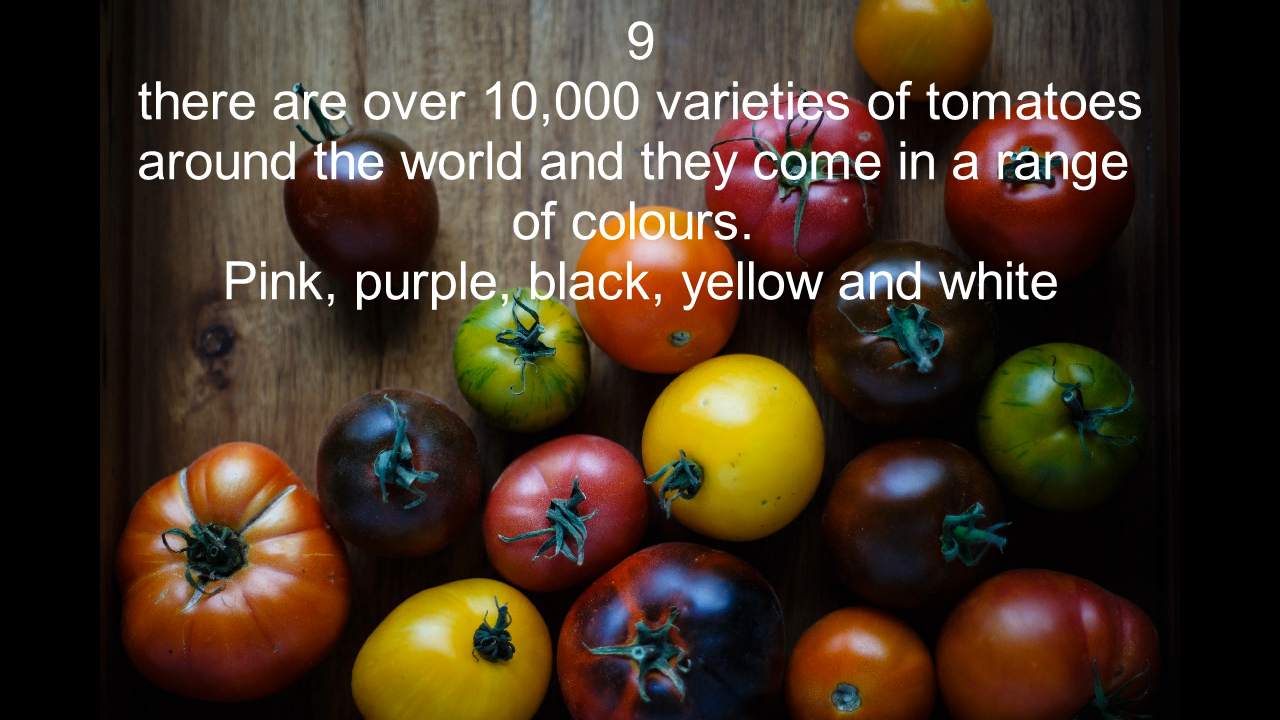 9
there are over 10,000 varieties of tomatoes
around the world and they come in a range
of colours.
Pink, purple, black, yellow and white